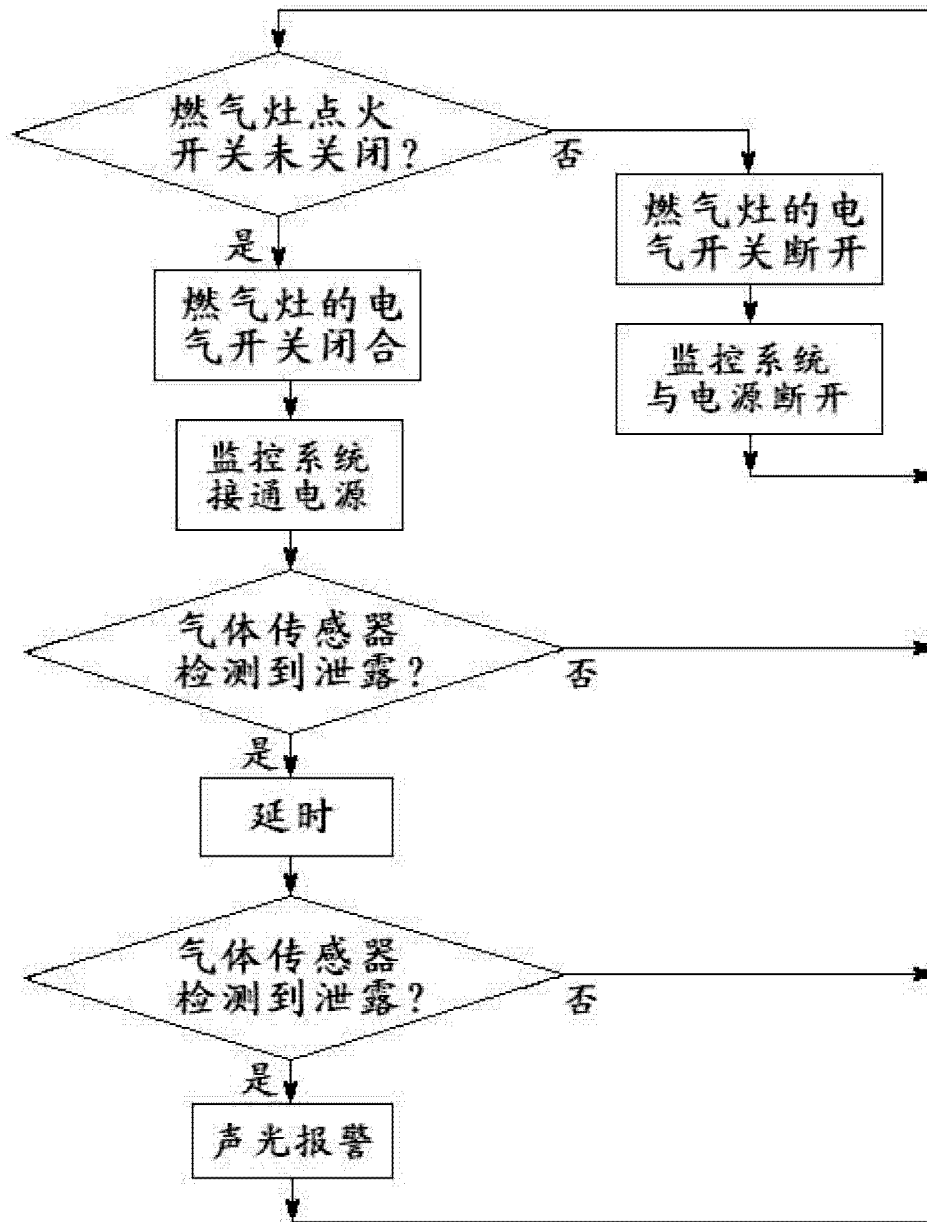 燃气灶点火
开关未关闭?
否
是
燃气灶的电
气开关断开
燃气灶的电
气开关闭合
监控系统
与电源断开
监控系统
接通电源
气体传感器
检测到泄露?
否
是
延时
气体传感器
检测到泄露?
否
是
声光报警